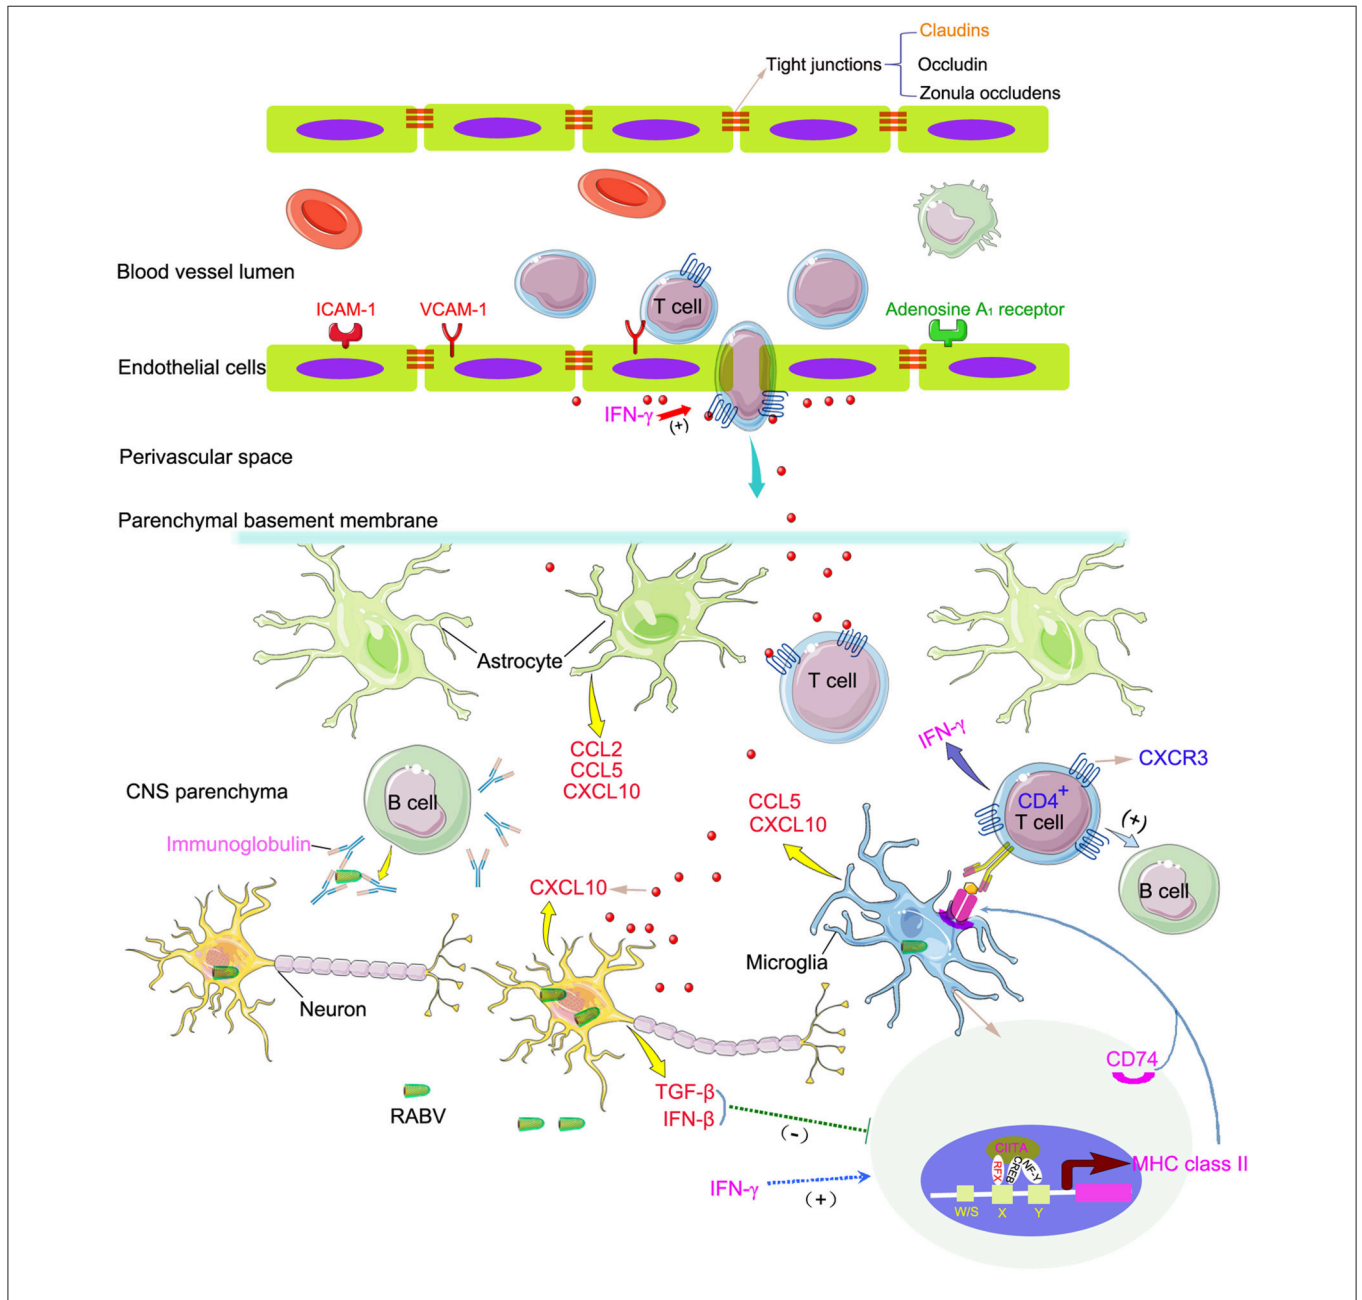 Claudins
Tight junctions
Occludin
Zonula occludens
Blood vessel lumen
ICAM-1
VCAM-1
T cell
Adenosine A₁ receptor
Endothelial cells
IFN-γ
(+)
Perivascular space
Parenchymal basement membrane
Astrocyte
T cell
CCL2
CCL5
CXCL10
IFN-γ
CXCR3
CNS parenchyma
B cell
CCL5
CXCL10
CD4⁺
T cell
(+)
Immunoglobulin
B cell
CXCL10
Microglia
Neuron
CD74
TGF-β
IFN-β
RABV
(-)
CIITA
RFX
CREB
NF-Y
MHC class II
IFN-γ
(+)
W/S
X
Y